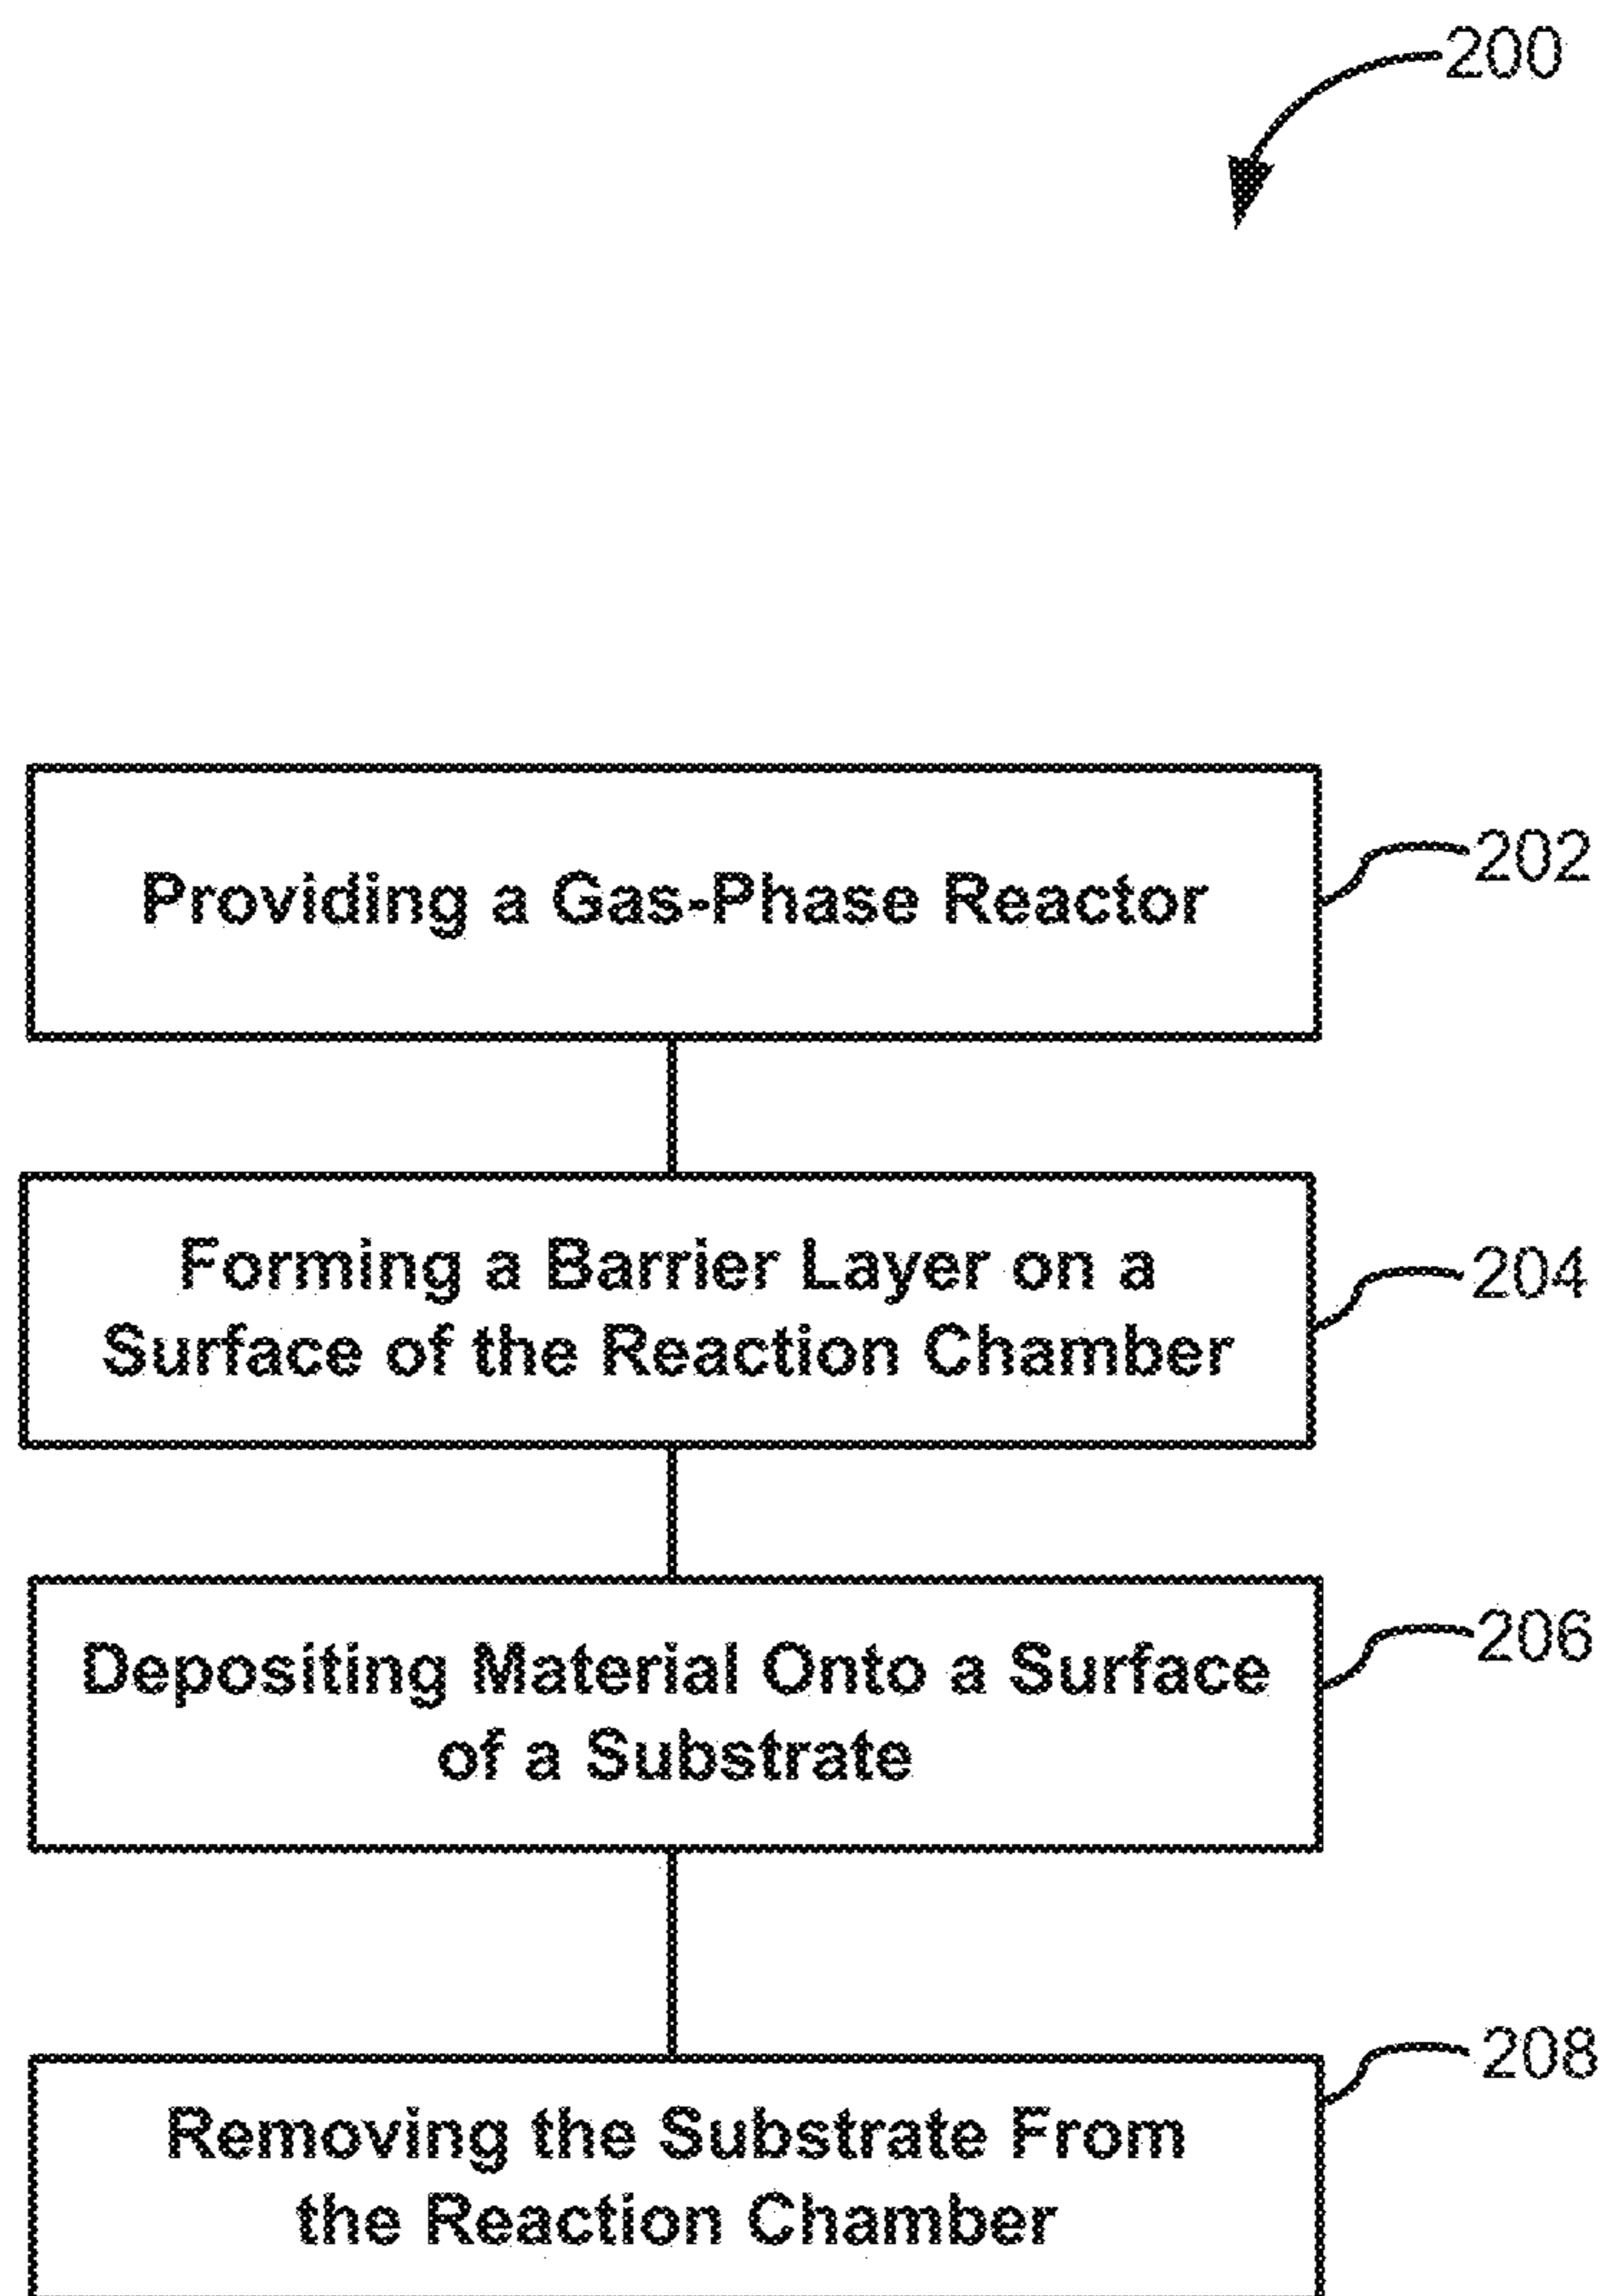 200
Providing a Gas-Phase Reactor
202
Forming a Barrier Layer on a
Surface of the Reaction Chamber
204
Depositing Material Onto a Surface
of a Substrate
206
Removing the Substrate From
the Reaction Chamber
208